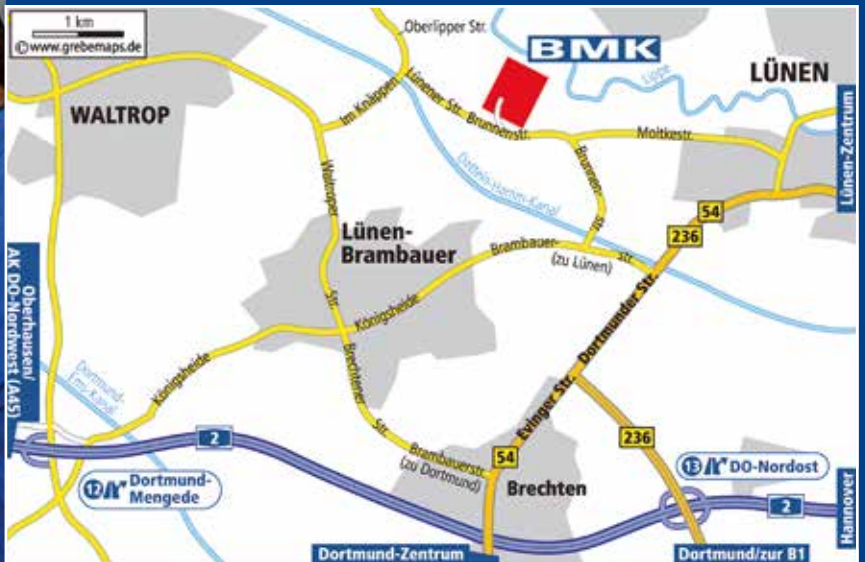 1 km
©www.grebemaps.de
Oberlipper Str.
BMK
LÜNEN
Lippe
WALTROP
Im Knäppen
Lünener Str.
Brunnenstr.
Moltkestr.
Lünen-Zentrum
Datteln-Hamm-Kanal
Brunnen-
str.
Waltroper
Str.
54
236
Lünen-
Brambauer
Brambauer-
str.
(zu Lünen)
Dortmunder Str.
Oberhausen/
AK DO-Nordwest (A45)
Königsheide
Königsheide
Dortmund-
Ems-Kanal
Brechtener
Str.
Evinger Str.
2
Brambauerstr.
(zu Dortmund)
54
236
13 DO-Nordost
12 Dortmund-
Mengede
Brechten
2
Hannover
Dortmund-Zentrum
Dortmund/zur B1